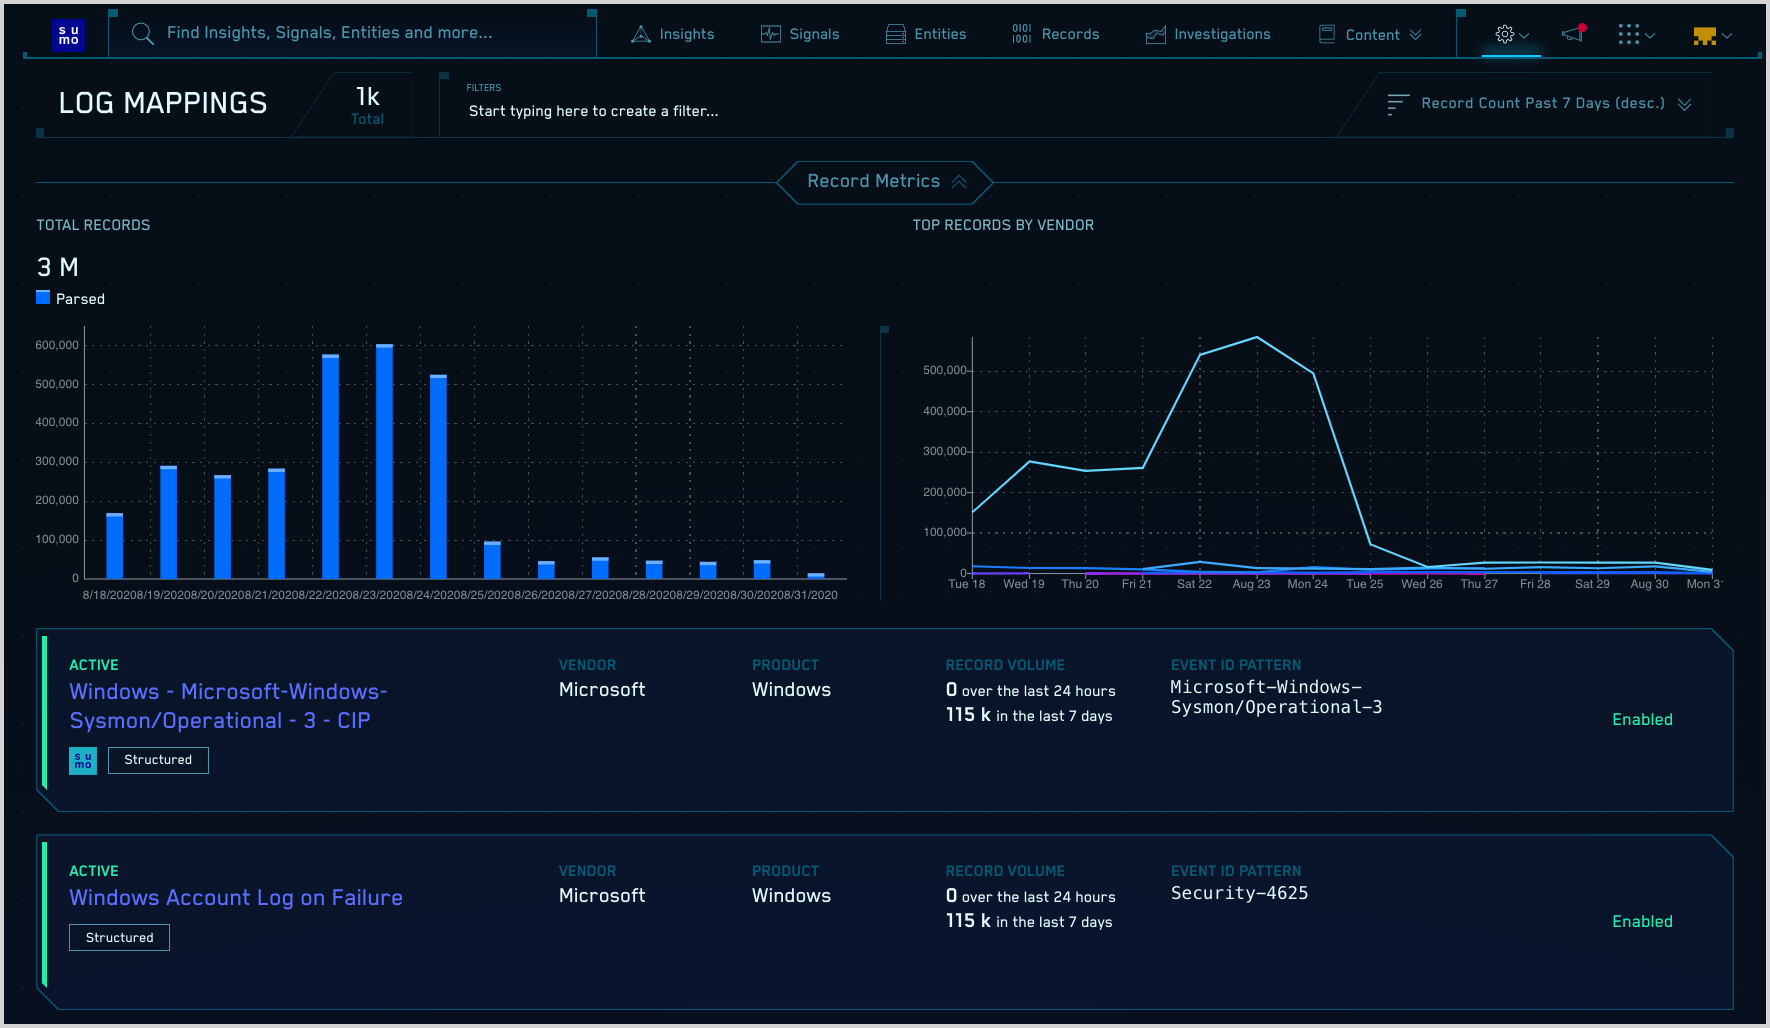 su
mo
Find Insights, Signals, Entities and more...
Insights
Signals
Entities
0101
1001
Records
Investigations
Content
LOG MAPPINGS
1k
Total
FILTERS
Start typing here to create a filter...
Record Count Past 7 Days (desc.)
Record Metrics
TOTAL RECORDS
3 M
Parsed
600,000
500,000
400,000
300,000
200,000
100,000
0
8/18/2020 8/19/2020 8/20/2020 8/21/2020 8/22/2020 8/23/2020 8/24/2020 8/25/2020 8/26/2020 8/27/2020 8/28/2020 8/29/2020 8/30/2020 8/31/2020
TOP RECORDS BY VENDOR
500,000
400,000
300,000
200,000
100,000
0
Tue 18 Wed 19 Thu 20 Fri 21 Sat 22 Aug 23 Mon 24 Tue 25 Wed 26 Thu 27 Fri 28 Sat 29 Aug 30 Mon 3
ACTIVE
Windows - Microsoft-Windows-
Sysmon/Operational - 3 - CIP
su
mo
Structured
VENDOR
Microsoft
PRODUCT
Windows
RECORD VOLUME
0 over the last 24 hours
115 k in the last 7 days
EVENT ID PATTERN
Microsoft-Windows-
Sysmon/Operational-3
Enabled
ACTIVE
Windows Account Log on Failure
Structured
VENDOR
Microsoft
PRODUCT
Windows
RECORD VOLUME
0 over the last 24 hours
115 k in the last 7 days
EVENT ID PATTERN
Security-4625
Enabled